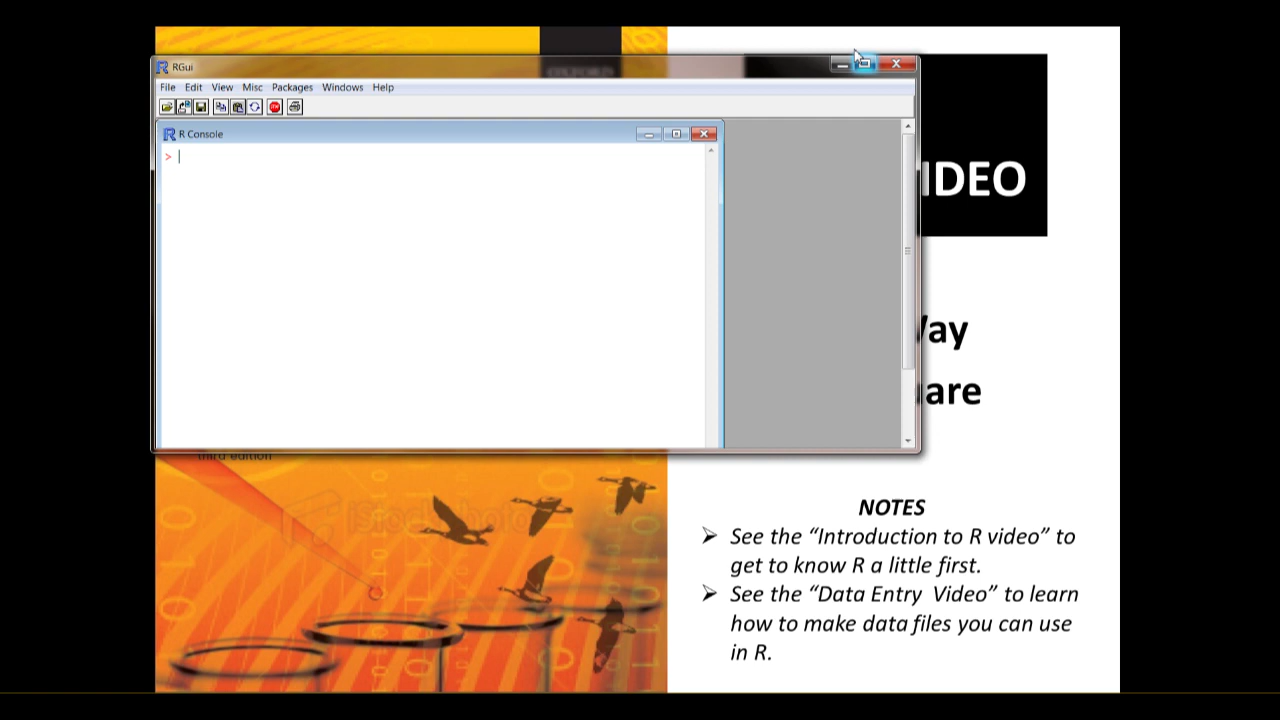 RGui
File Edit View Misc Packages Windows Help
R Console
>
IDEO
Way
are
third edition
NOTES
See the “Introduction to R video” to
get to know R a little first.
See the “Data Entry Video” to learn
how to make data files you can use
in R.